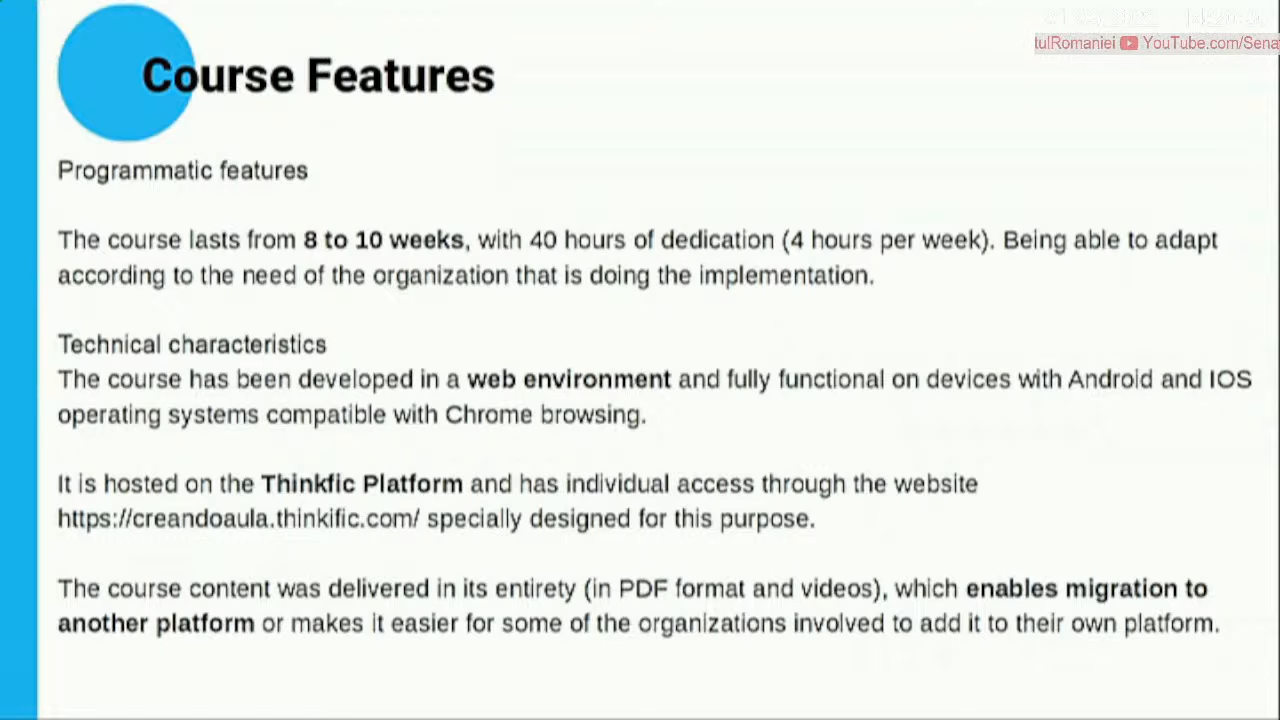 tulRomaniei YouTube.com/Sena
Course Features
Programmatic features
The course lasts from 8 to 10 weeks, with 40 hours of dedication (4 hours per week). Being able to adapt
according to the need of the organization that is doing the implementation.
Technical characteristics
The course has been developed in a web environment and fully functional on devices with Android and IOS
operating systems compatible with Chrome browsing.
It is hosted on the Thinkfic Platform and has individual access through the website
https://creandoaula.thinkific.com/ specially designed for this purpose.
The course content was delivered in its entirety (in PDF format and videos), which enables migration to
another platform or makes it easier for some of the organizations involved to add it to their own platform.